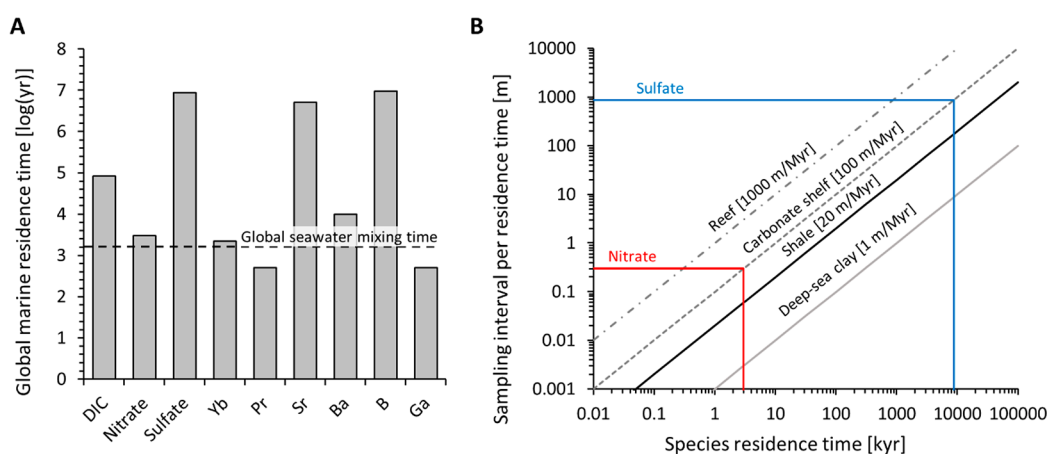 A
Global marine residence time [log(yr)]
8
7
6
5
4
3
2
1
0
Global seawater mixing time
DIC
Nitrate
Sulfate
Yb
Pr
Sr
Ba
B
Ga
B
Sampling interval per residence time [m]
10000
1000
100
10
1
0.1
0.01
0.001
Sulfate
Nitrate
Reef [1000 m/Myr]
Carbonate shelf [100 m/Myr]
Shale [20 m/Myr]
Deep-sea clay [1 m/Myr]
0.01 0.1 1 10 100 1000 10000 100000
Species residence time [kyr]